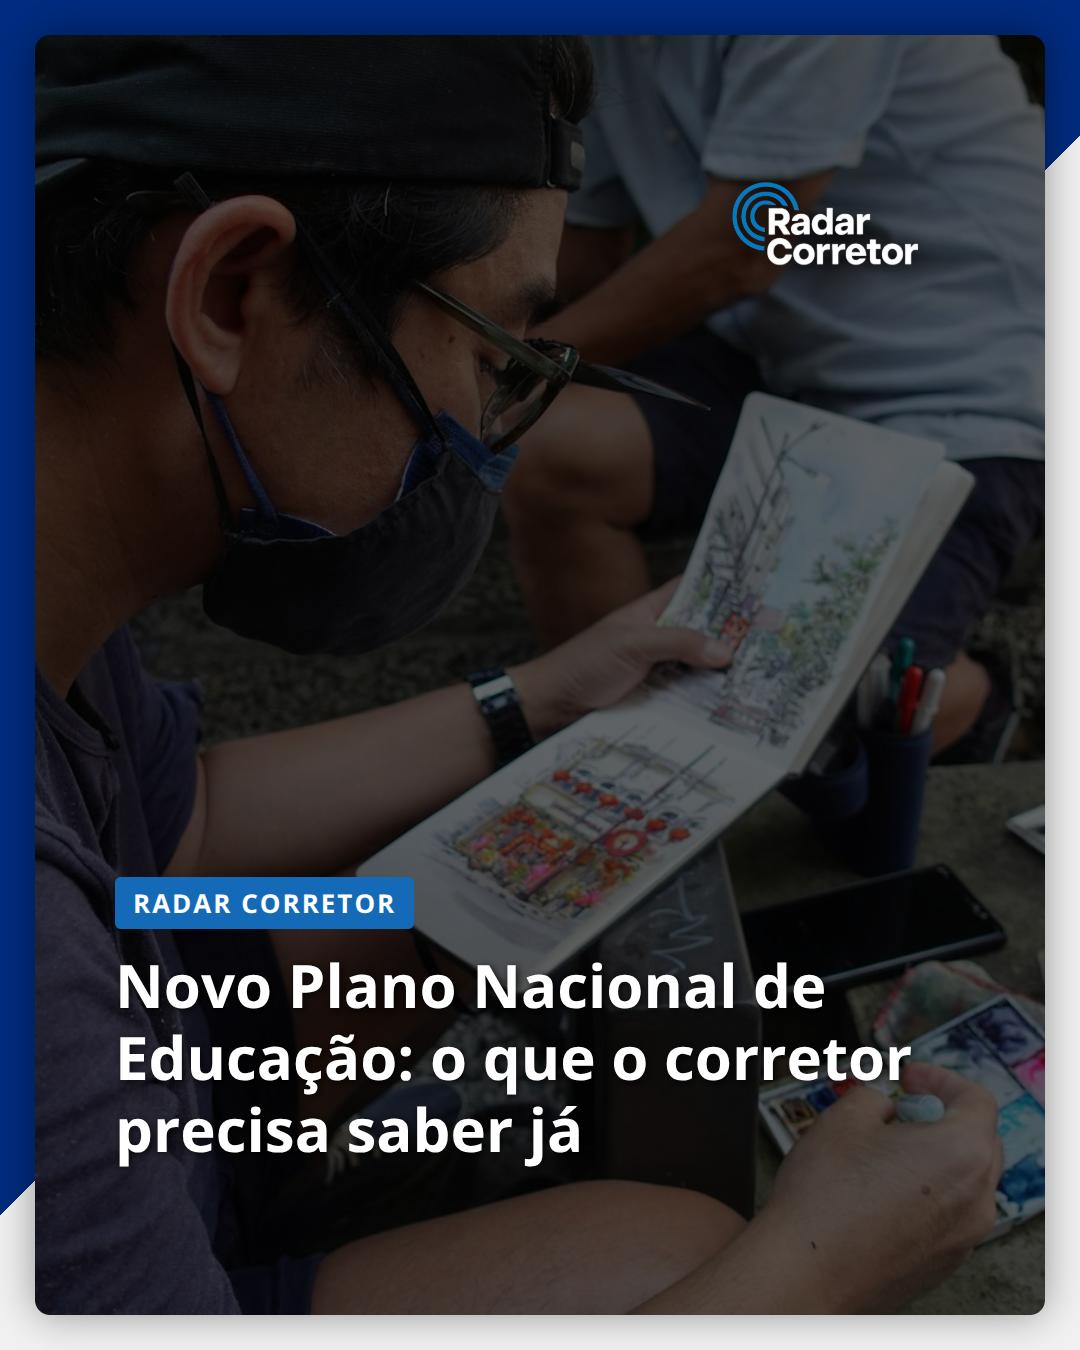 Radar
Corretor
RADAR CORRETOR
Novo Plano Nacional de
Educação: o que o corretor
precisa saber já